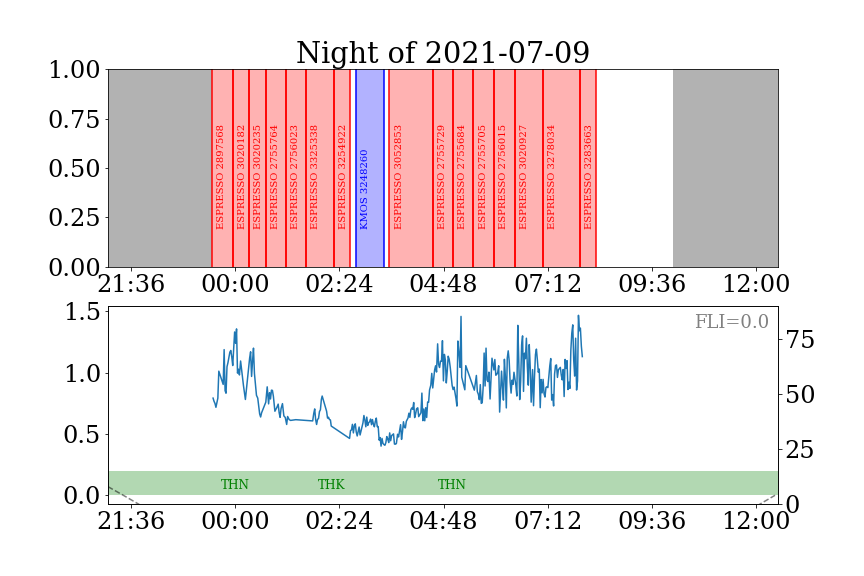 Night of 2021-07-09
1.00
0.75
0.50
0.25
0.00
ESPRESSO 2897568
ESPRESSO 3020182
ESPRESSO 3020235
ESPRESSO 2755764
ESPRESSO 2756023
ESPRESSO 3325338
ESPRESSO 3254922
KMOS 3248260
ESPRESSO 3052853
ESPRESSO 2755729
ESPRESSO 2755684
ESPRESSO 2755705
ESPRESSO 2756015
ESPRESSO 3020927
ESPRESSO 3278034
ESPRESSO 3283663
21:36 00:00 02:24 04:48 07:12 09:36 12:00
1.5
1.0
0.5
0.0
FLI=0.0
75
50
25
0
THN THK THN
21:36 00:00 02:24 04:48 07:12 09:36 12:00